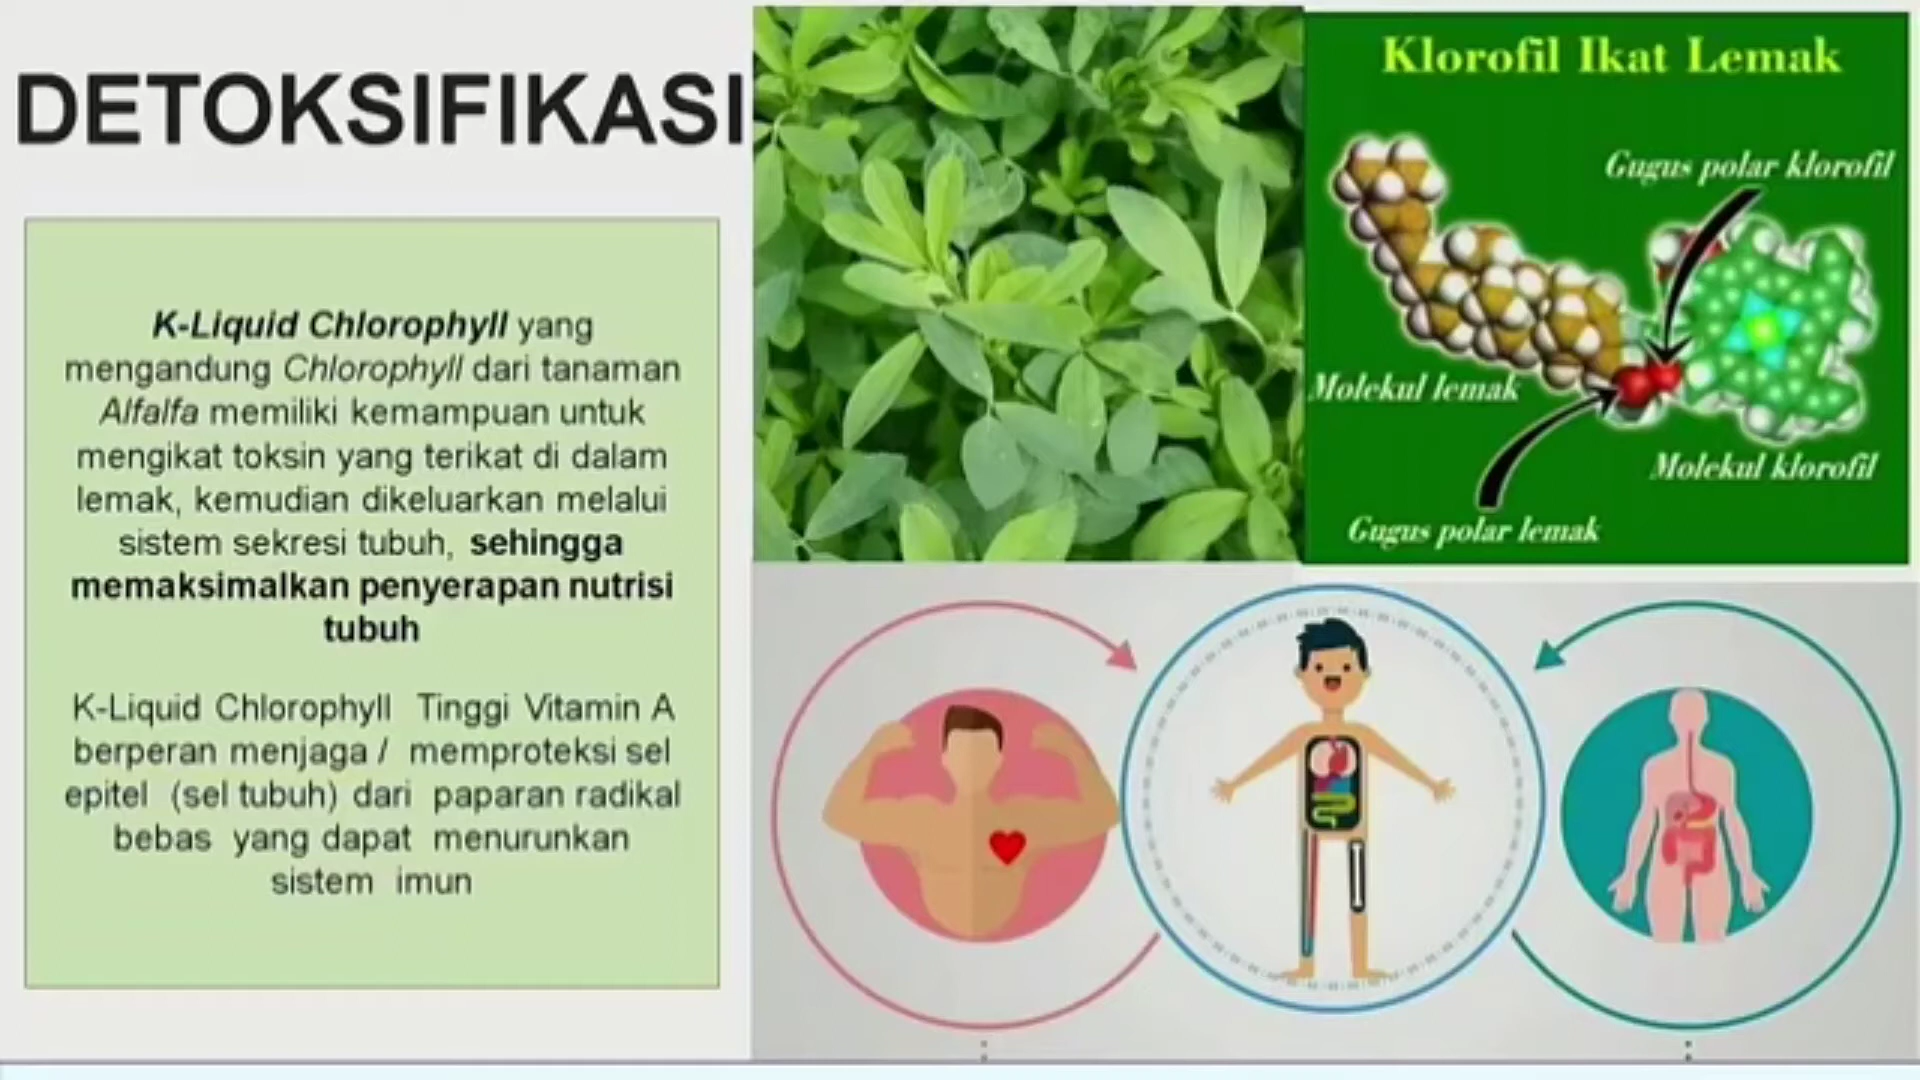 DETOKSIFIKASI
K-Liquid Chlorophyll yang
mengandung Chlorophyll dari tanaman
Alfalfa memiliki kemampuan untuk
mengikat toksin yang terikat di dalam
lemak, kemudian dikeluarkan melalui
sistem sekresi tubuh, sehingga
memaksimalkan penyerapan nutrisi
tubuh
K-Liquid Chlorophyll Tinggi Vitamin A
berperan menjaga / memproteksi sel
epitel (sel tubuh) dari paparan radikal
bebas yang dapat menurunkan
sistem imun
Klorofil Ikat Lemak
Gugus polar klorofil
Molekul lemak
Molekul klorofil
Gugus polar lemak